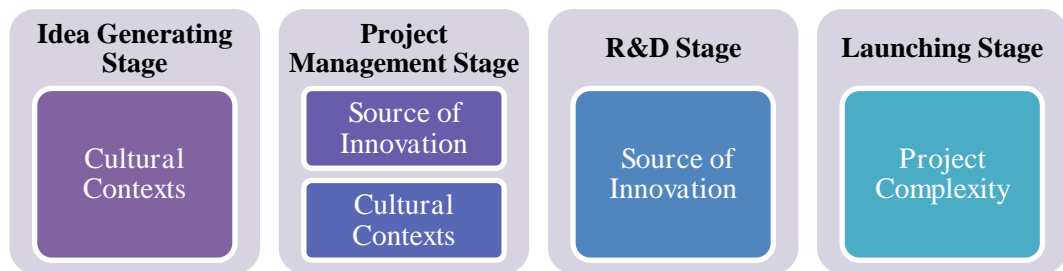 Idea Generating
Stage
Cultural
Contexts
Project
Management Stage
Source of
Innovation
Cultural
Contexts
R&D Stage
Source of
Innovation
Launching Stage
Project
Complexity